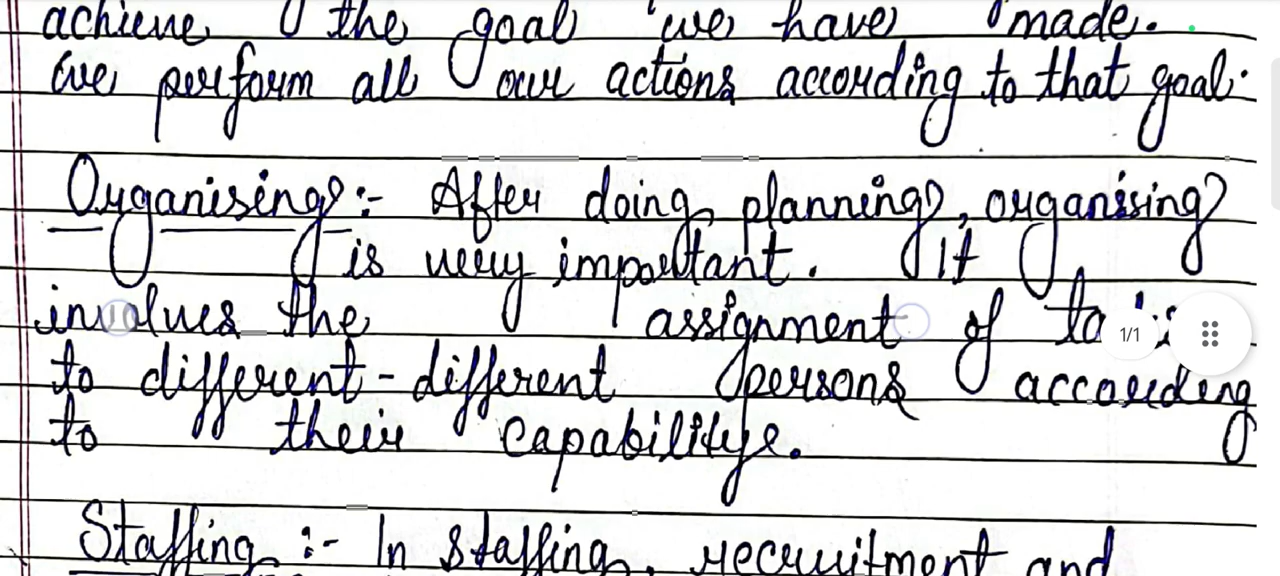 achieve the goal we have made.
we perform all our actions according to that goal.
Organising :- After doing planning, organising
is very important. It
involves the assignment of
to different-different persons according
to their capabilitye.
Staffing :- In staffing, recruitment and
1/1